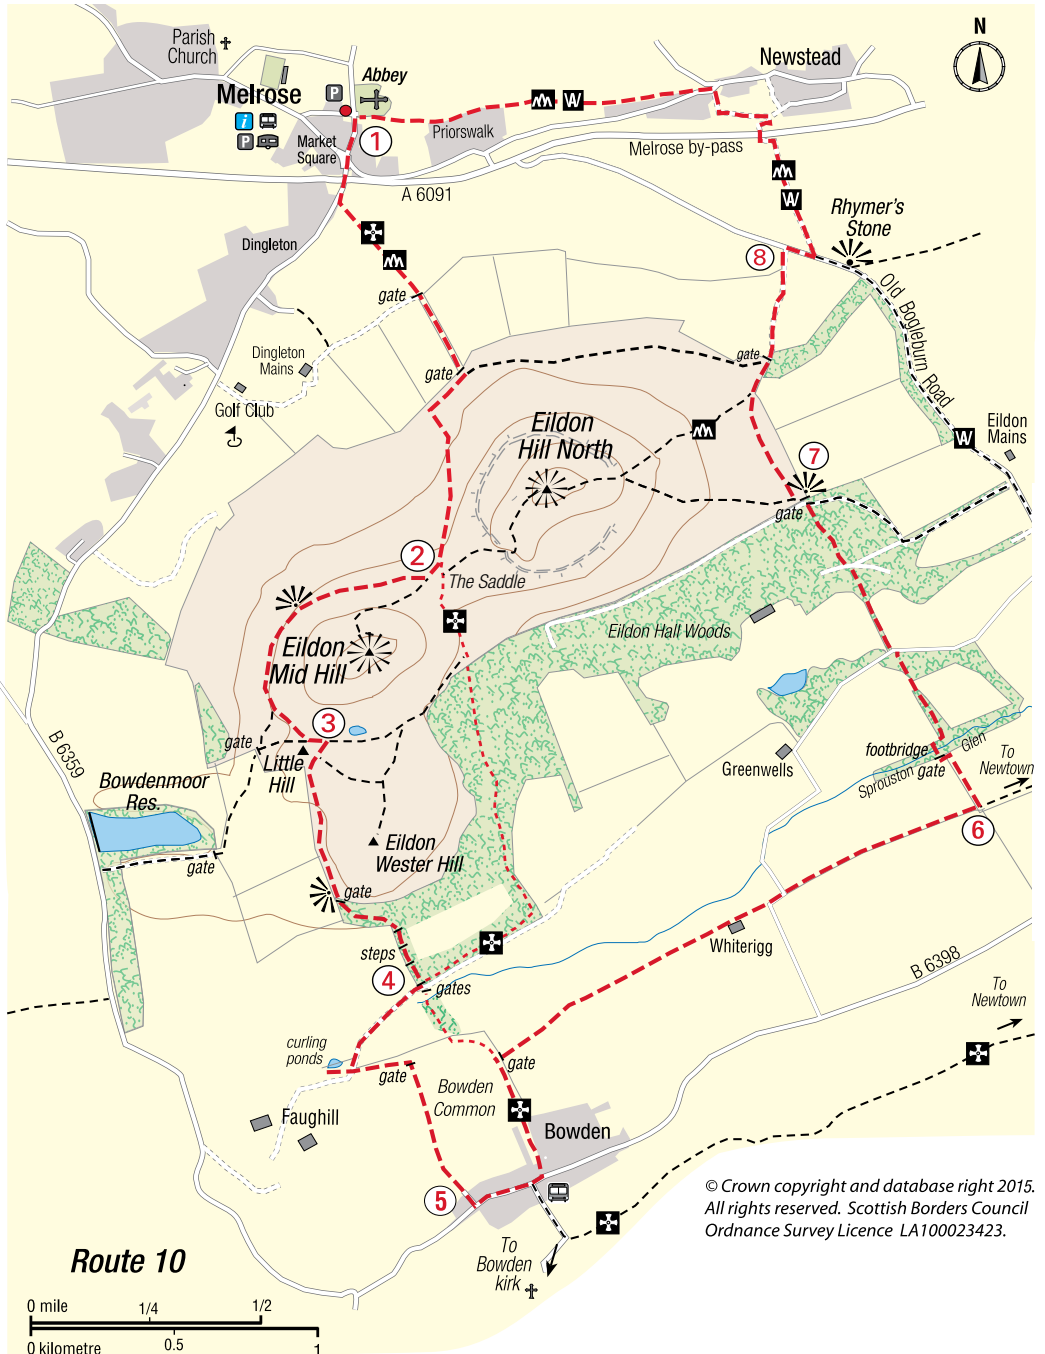 Parish
Church
N
Newstead
Abbey
Melrose
P
i
P
Market
Square
1
Priorswalk
Melrose by-pass
A 6091
Rhymer's
Stone
Dingleton
8
gate
Old Bogleburn Road
Dingleton
Mains
gate
gate
Golf Club
Eildon
Hill North
Eildon
Mains
7
gate
2
The Saddle
Eildon Hall Woods
Eildon
Mid Hill
3
B 6359
gate
Little
Hill
footbridge
Glen
Sprouston
gate
To
Newtown
Greenwells
Bowdenmoor
Res.
6
Eildon
Wester Hill
gate
gate
steps
Whiterigg
B 6398
4
gates
To
Newtown
curling
ponds
gate
gate
Bowden
Common
Faughill
Bowden
5
© Crown copyright and database right 2015.
All rights reserved. Scottish Borders Council
Ordnance Survey Licence LA100023423.
To
Bowden
kirk
Route 10
0 mile 1/4 1/2
0 kilometre 0.5 1